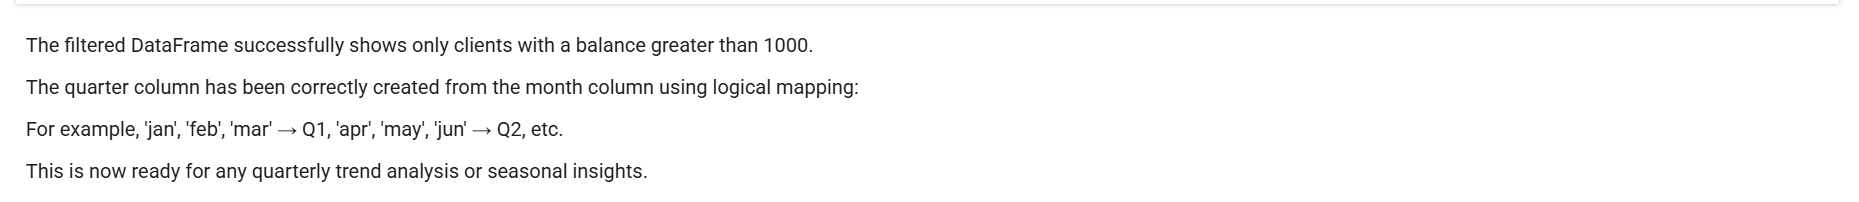 The filtered DataFrame successfully shows only clients with a balance greater than 1000.
The quarter column has been correctly created from the month column using logical mapping:
For example, 'jan', 'feb', 'mar' → Q1, 'apr', 'may', 'jun' → Q2, etc.
This is now ready for any quarterly trend analysis or seasonal insights.